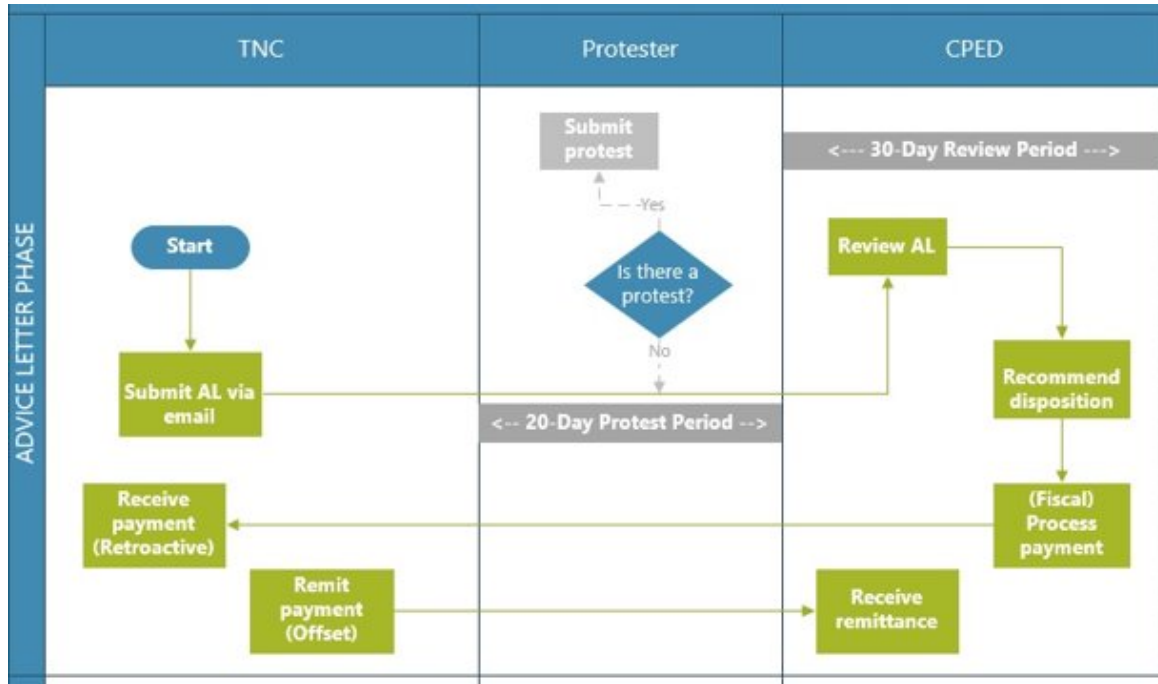 TNC
Protester
CPED
ADVICE LETTER PHASE
Submit
protest
<--- 30-Day Review Period --->
Yes
Start
Review AL
Is there a
protest?
No
Submit AL via
email
Recommend
disposition
<-- 20-Day Protest Period -->
Receive
payment
(Retroactive)
(Fiscal)
Process
payment
Remit
payment
(Offset)
Receive
remittance